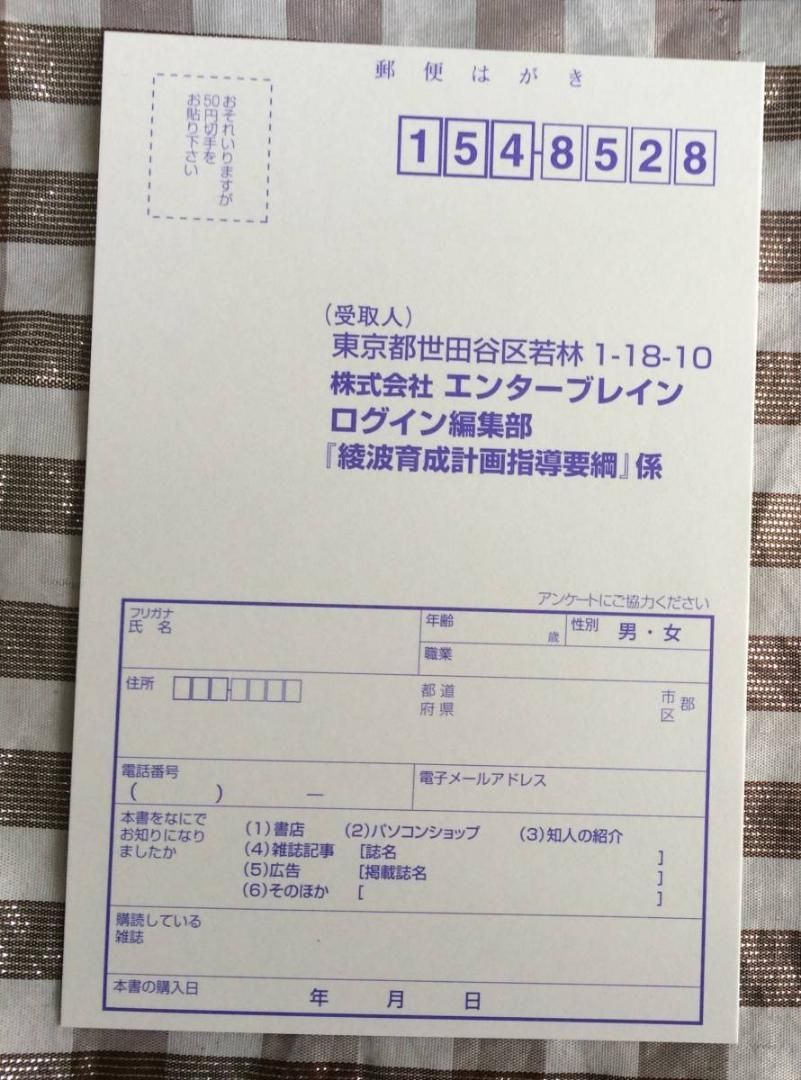 郵便はがき
おそれいりますが
50円切手を
お貼り下さい
154-8528
(受取人)
東京都世田谷区若林 1-18-10
株式会社 エンターブレイン
ログイン編集部
『綾波育成計画指導要綱』係
アンケートにご協力ください
フリガナ
氏 名
年齢
歳
性別
男・女
職業
住所
都 道
府 県
市 郡
区
電話番号
( ) ―
電子メールアドレス
本書をなにで
お知りになり
ましたか
(1)書店 (2)パソコンショップ (3)知人の紹介
(4)雑誌記事 [誌名 ]
(5)広告 [掲載誌名 ]
(6)そのほか [ ]
購読している
雑誌
本書の購入日
年 月 日